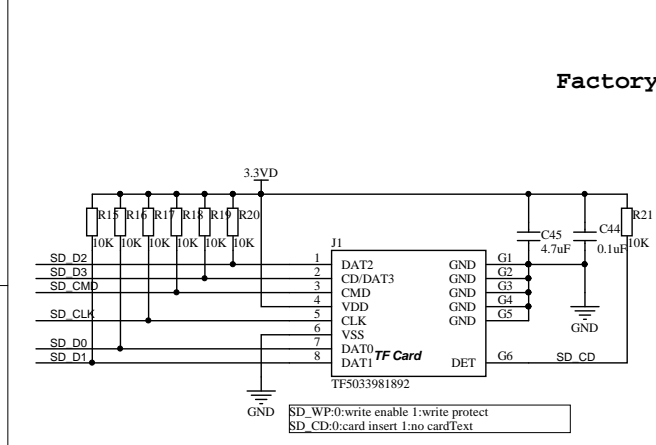 Factory
3.3VD
R15 R16 R17 R18 R19 R20 R21
10K 10K 10K 10K 10K 10K 10K
C45 4.7uF
C44 0.1uF
J1
SD_D2 1 DAT2 GND G1
SD_D3 2 CD/DAT3 GND G2
SD_CMD 3 CMD GND G3
4 VDD GND G4
SD_CLK 5 CLK GND G5
6 VSS GND
SD_D0 7 DAT0 TF Card
SD_D1 8 DAT1 DET G6 SD_CD
TF5033981892
GND
SD_WP:0:write enable 1:write protect
SD_CD:0:card insert 1:no cardText